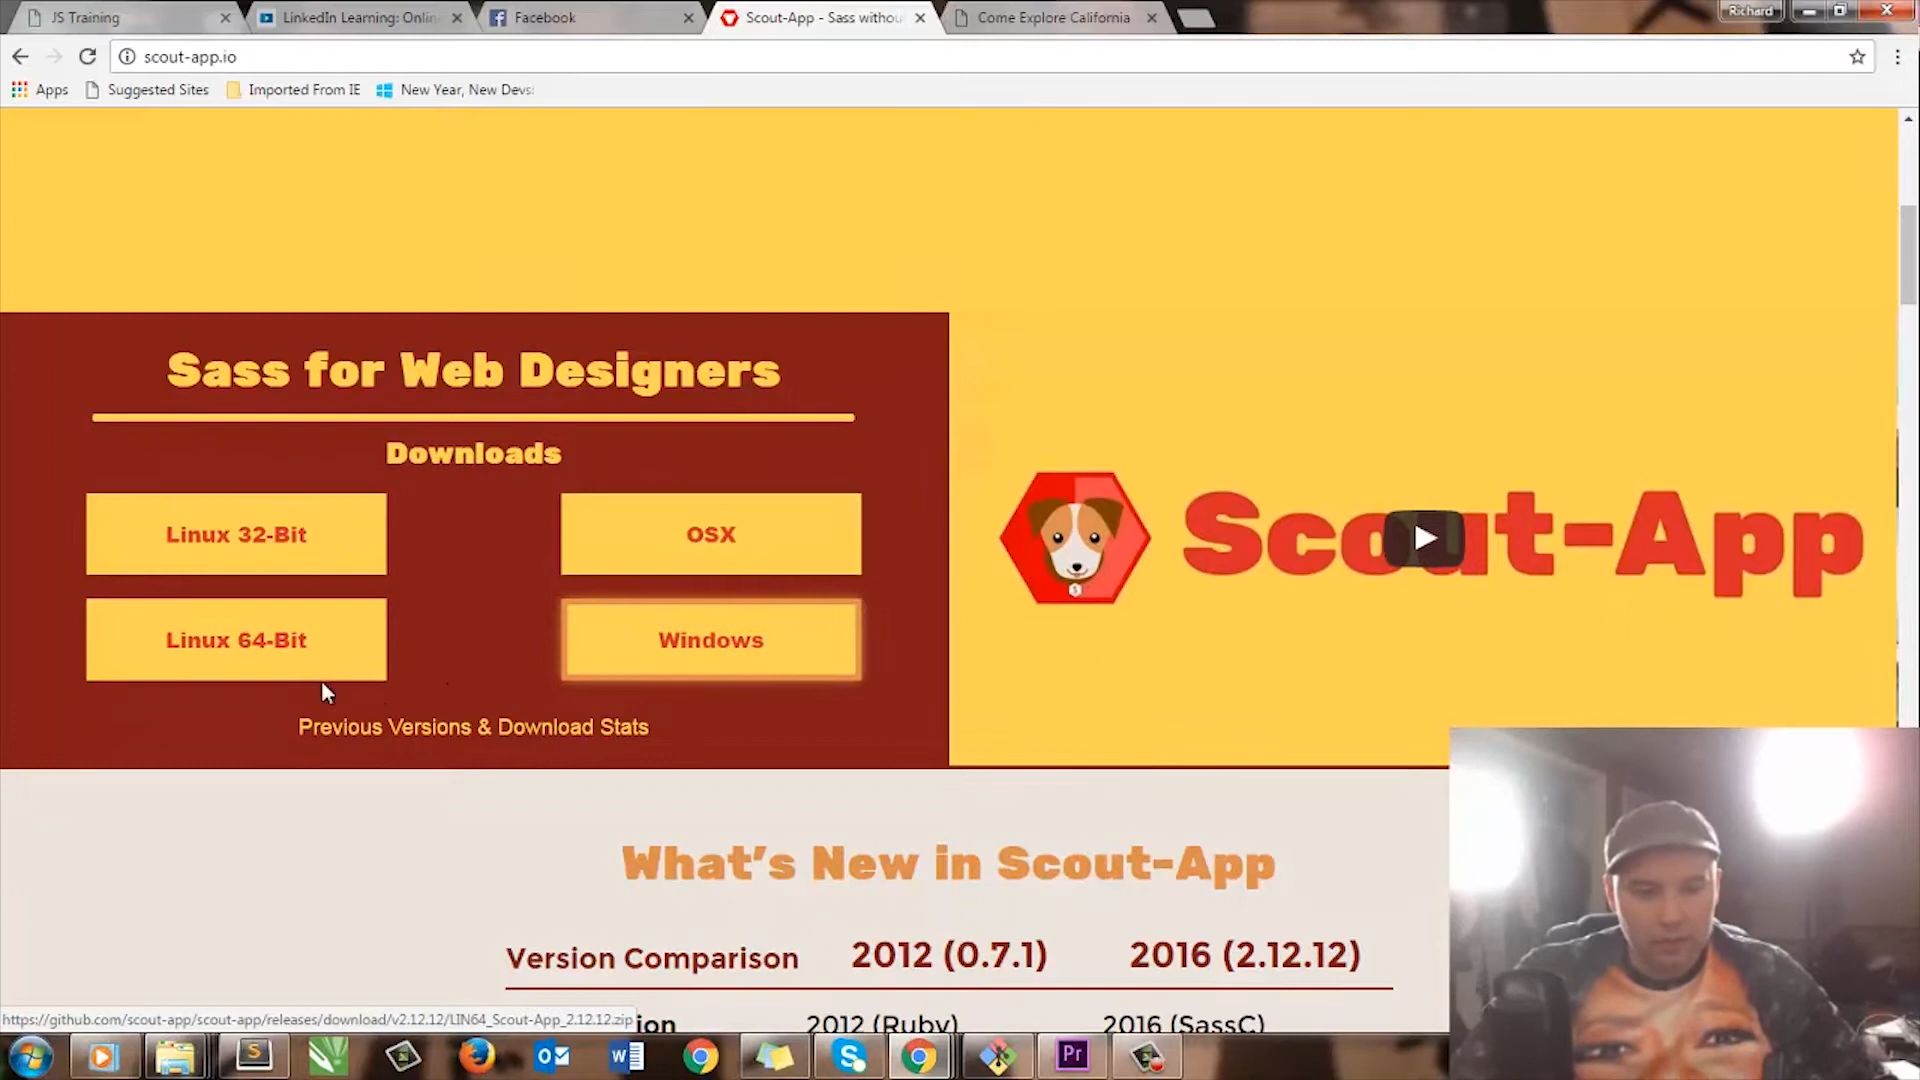 JS Training
LinkedIn Learning: Onlin
Facebook
Scout-App - Sass withou
Come Explore California
Richard
scout-app.io
Apps
Suggested Sites
Imported From IE
New Year, New Devs:
Sass for Web Designers
Downloads
Linux 32-Bit
OSX
Linux 64-Bit
Windows
Previous Versions & Download Stats
Scout-App
What's New in Scout-App
Version Comparison 2012 (0.7.1) 2016 (2.12.12)
https://github.com/scout-app/scout-app/releases/download/v2.12.12/LIN64_Scout-App_2.12.12.zip
ion 2012 (Ruby) 2016 (SassC)
Pr